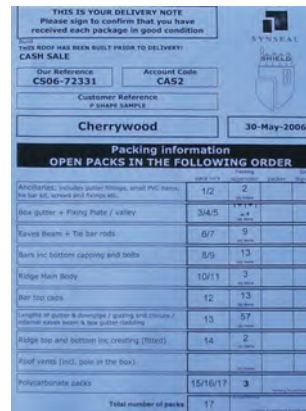 THIS IS YOUR DELIVERY NOTE
Please sign to confirm that you have
received each package in good condition
SYNSEAL
THIS ROOF HAS BEEN BUILT PRIOR TO DELIVERY!
CASH SALE
SHIELD
Our Reference
CS06-72331
Account Code
CAS2
Customer Reference
P SHAPE SAMPLE
Cherrywood
30-May-2006
Packing information
OPEN PACKS IN THE FOLLOWING ORDER
Ancillaries, includes gutter fittings, small PVC items, 1/2 2
tie bar kit, screws and fixings etc.
Box gutter + Fixing Plate / valley 3/4/5
Eaves Beam + Tie bar rods 6/7 9
Bars inc bottom capping and bolts 8/9 13
Ridge Main Body 10/11 3
Bar top caps 12 13
Lengths of gutter & downpipe / glazing end closure / 13 57
internal eaves beam & box gutter cladding
Ridge top and bottom inc cresting (fitted) 14 2
Roof vents (incl. pole in the box)
Polycarbonate packs 15/16/17 3
Total number of packs 17